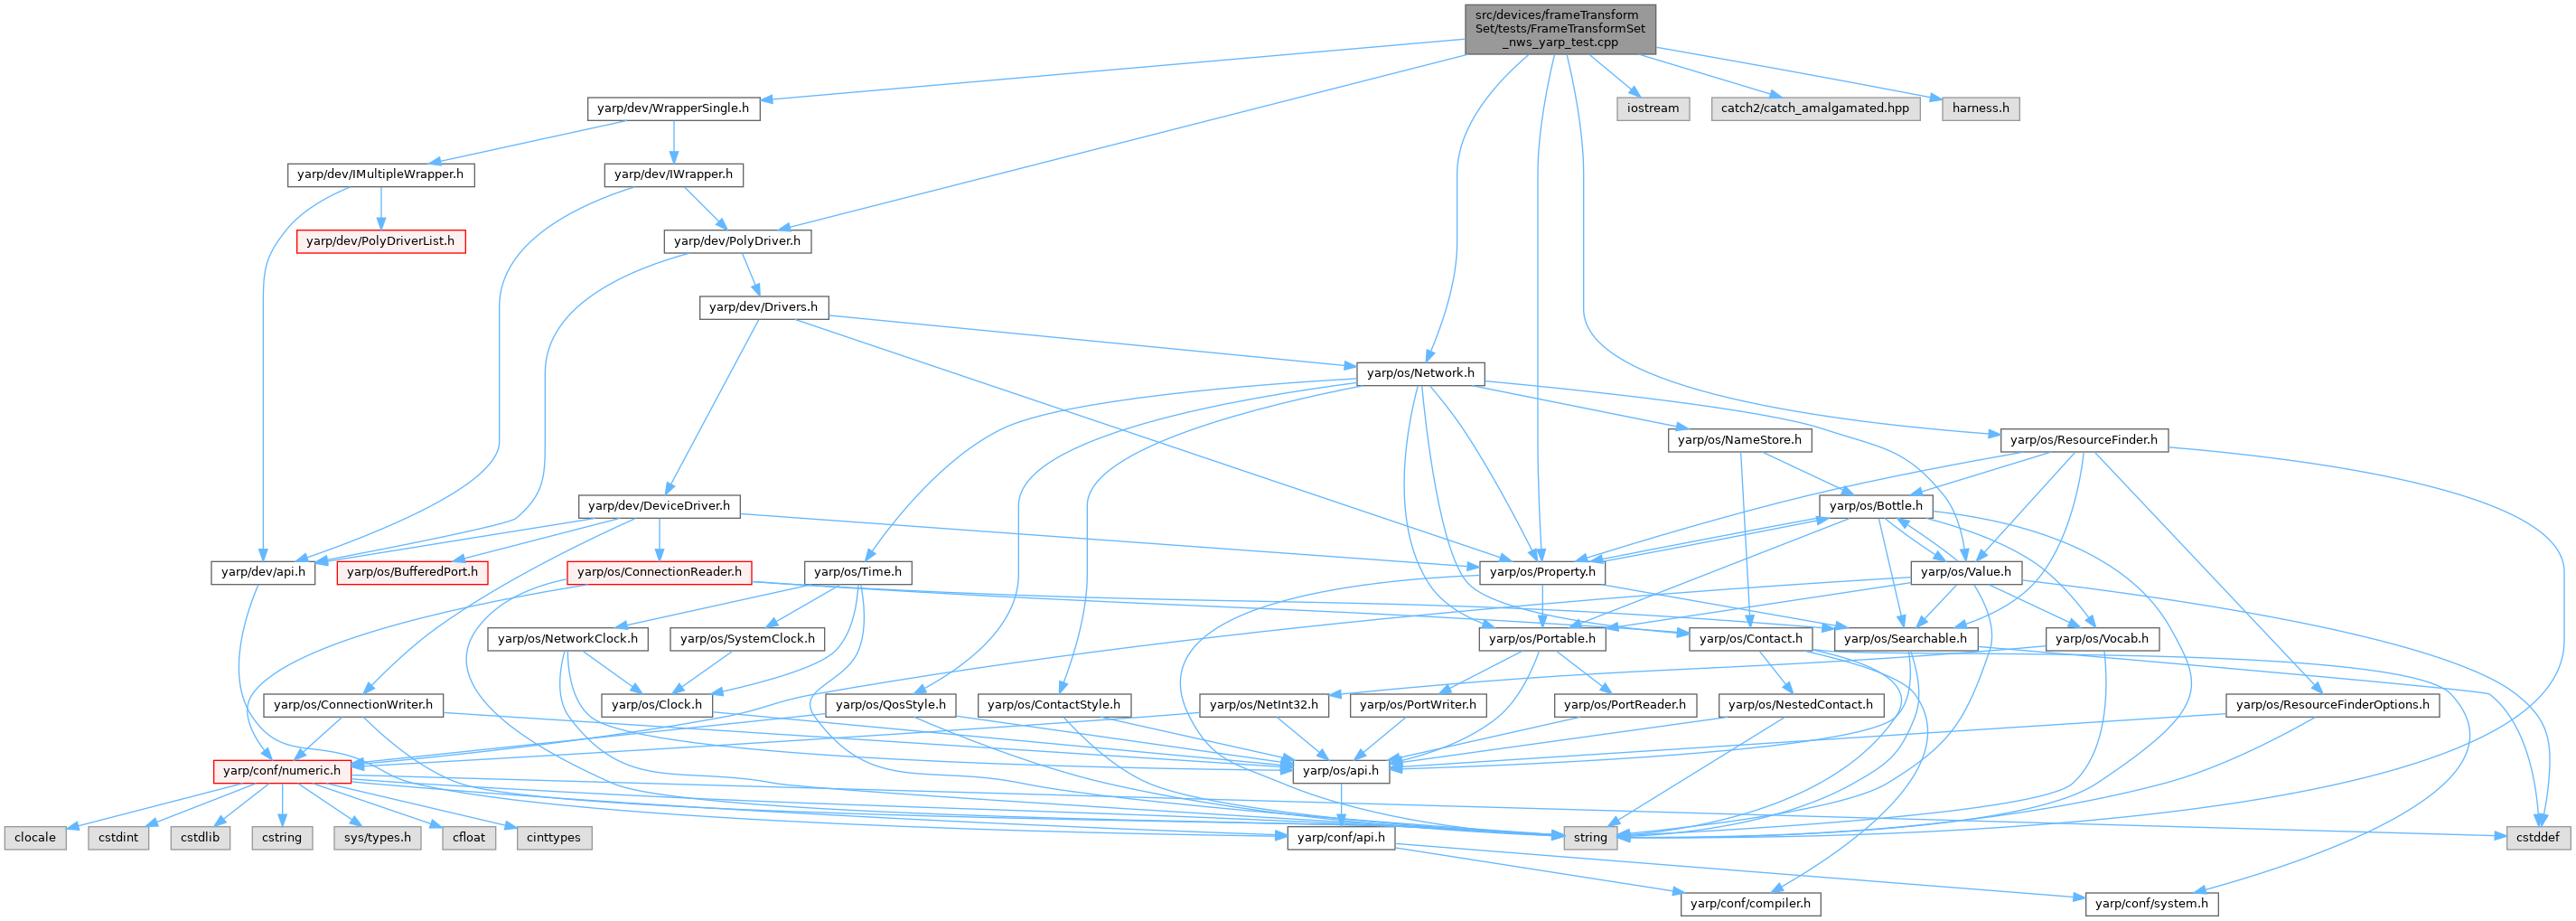 src/devices/frameTransform
Set/tests/FrameTransformSet
_nws_yarp_test.cpp
yarp/dev/WrapperSingle.h
iostream
catch2/catch_amalgamated.hpp
harness.h
yarp/dev/IMultipleWrapper.h
yarp/dev/IWrapper.h
yarp/dev/PolyDriverList.h
yarp/dev/PolyDriver.h
yarp/dev/Drivers.h
yarp/os/Network.h
yarp/os/NameStore.h
yarp/os/ResourceFinder.h
yarp/dev/DeviceDriver.h
yarp/os/Bottle.h
yarp/dev/api.h
yarp/os/BufferedPort.h
yarp/os/ConnectionReader.h
yarp/os/Time.h
yarp/os/Property.h
yarp/os/Value.h
yarp/os/NetworkClock.h
yarp/os/SystemClock.h
yarp/os/Portable.h
yarp/os/Contact.h
yarp/os/Searchable.h
yarp/os/Vocab.h
yarp/os/ConnectionWriter.h
yarp/os/Clock.h
yarp/os/QosStyle.h
yarp/os/ContactStyle.h
yarp/os/NetInt32.h
yarp/os/PortWriter.h
yarp/os/PortReader.h
yarp/os/NestedContact.h
yarp/os/ResourceFinderOptions.h
yarp/conf/numeric.h
yarp/os/api.h
clocale
cstdint
cstdlib
cstring
sys/types.h
cfloat
cinttypes
yarp/conf/api.h
string
cstddef
yarp/conf/compiler.h
yarp/conf/system.h